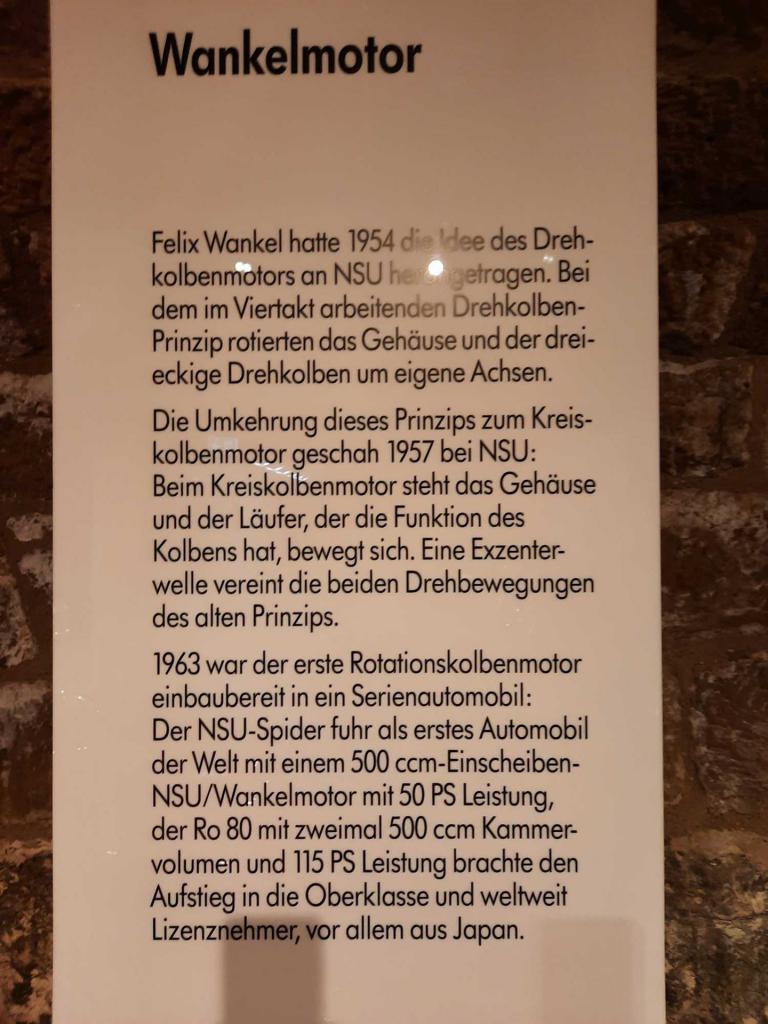 Wankelmotor
Felix Wankel hatte 1954 die Idee des Dreh-
kolbenmotors an NSU herangetragen. Bei
dem im Viertakt arbeitenden Drehkolben-
Prinzip rotierten das Gehäuse und der drei-
eckige Drehkolben um eigene Achsen.
Die Umkehrung dieses Prinzips zum Kreis-
kolbenmotor geschah 1957 bei NSU:
Beim Kreiskolbenmotor steht das Gehäuse
und der Läufer, der die Funktion des
Kolbens hat, bewegt sich. Eine Exzenter-
welle vereint die beiden Drehbewegungen
des alten Prinzips.
1963 war der erste Rotationskolbenmotor
einbaubereit in ein Serienautomobil:
Der NSU-Spider fuhr als erstes Automobil
der Welt mit einem 500 ccm-Einscheiben-
NSU/Wankelmotor mit 50 PS Leistung,
der Ro 80 mit zweimal 500 ccm Kammer-
volumen und 115 PS Leistung brachte den
Aufstieg in die Oberklasse und weltweit
Lizenznehmer, vor allem aus Japan.